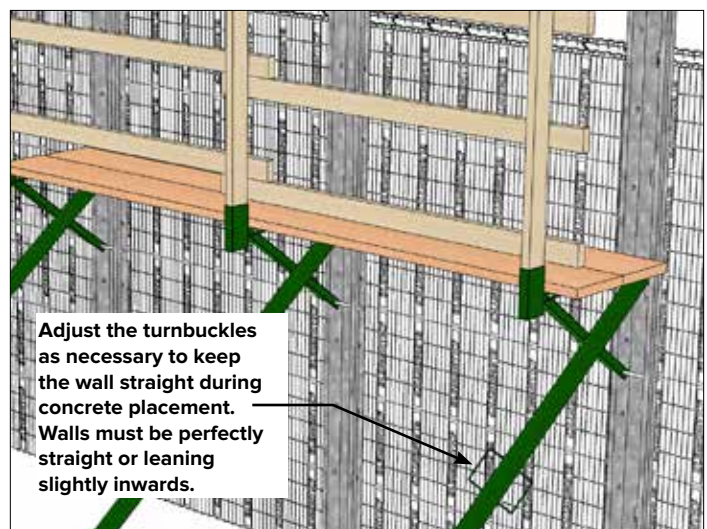 Adjust the turnbuckles
as necessary to keep
the wall straight during
concrete placement.
Walls must be perfectly
straight or leaning
slightly inwards.